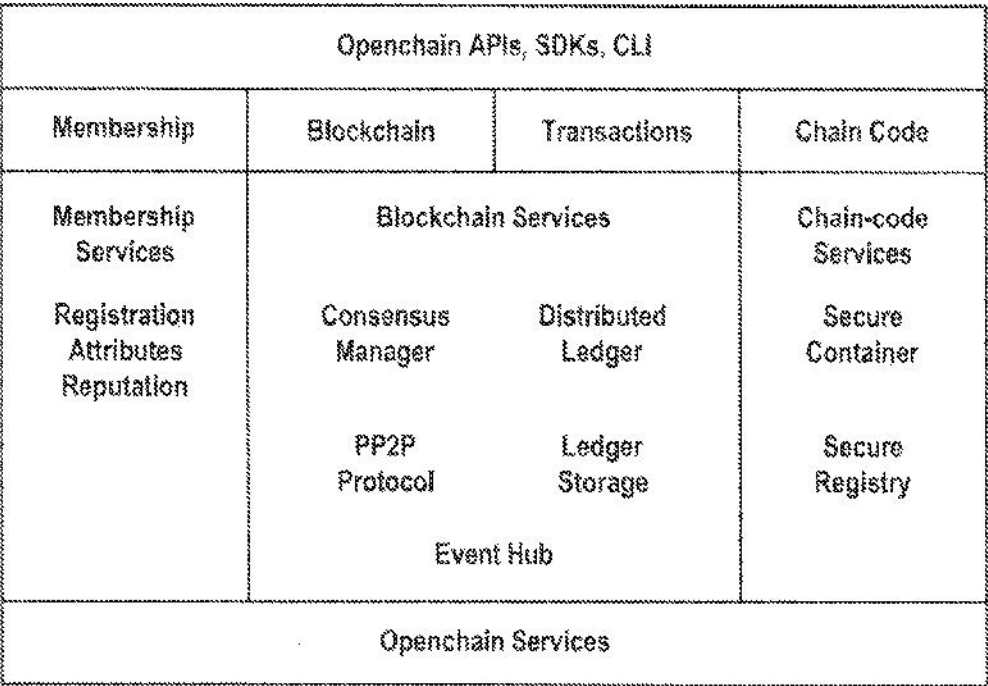 Openchain APIs, SDKs, CLI
Membership
Blockchain
Transactions
Chain Code
Membership
Services
Registration
Attributes
Reputation
Blockchain Services
Consensus
Manager
Distributed
Ledger
PP2P
Protocol
Ledger
Storage
Event Hub
Chain-code
Services
Secure
Container
Secure
Registry
Openchain Services